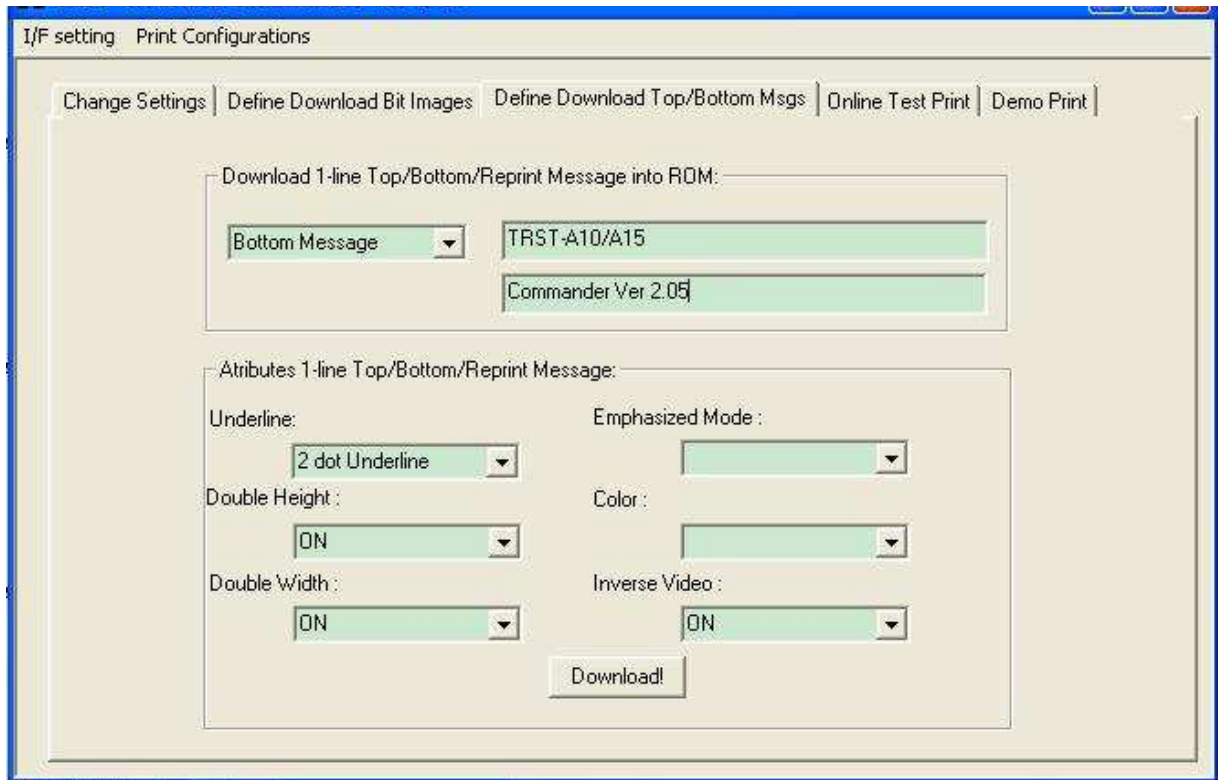 I/F setting Print Configurations
Change Settings Define Download Bit Images Define Download Top/Bottom Msgs Online Test Print Demo Print
Download 1-line Top/Bottom/Reprint Message into ROM:
Bottom Message TRST-A10/A15
Commander Ver 2.05
Atributes 1-line Top/Bottom/Reprint Message:
Underline: Emphasized Mode :
2 dot Underline
Double Height : Color :
ON
Double Width : Inverse Video :
ON ON
Download!